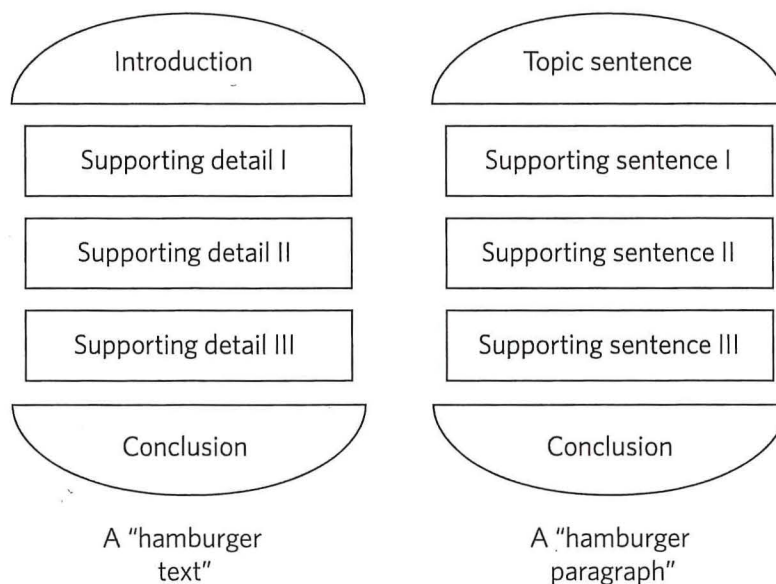 Introduction
Supporting detail I
Supporting detail II
Supporting detail III
Conclusion
A “hamburger
text”
Topic sentence
Supporting sentence I
Supporting sentence II
Supporting sentence III
Conclusion
A “hamburger
paragraph”